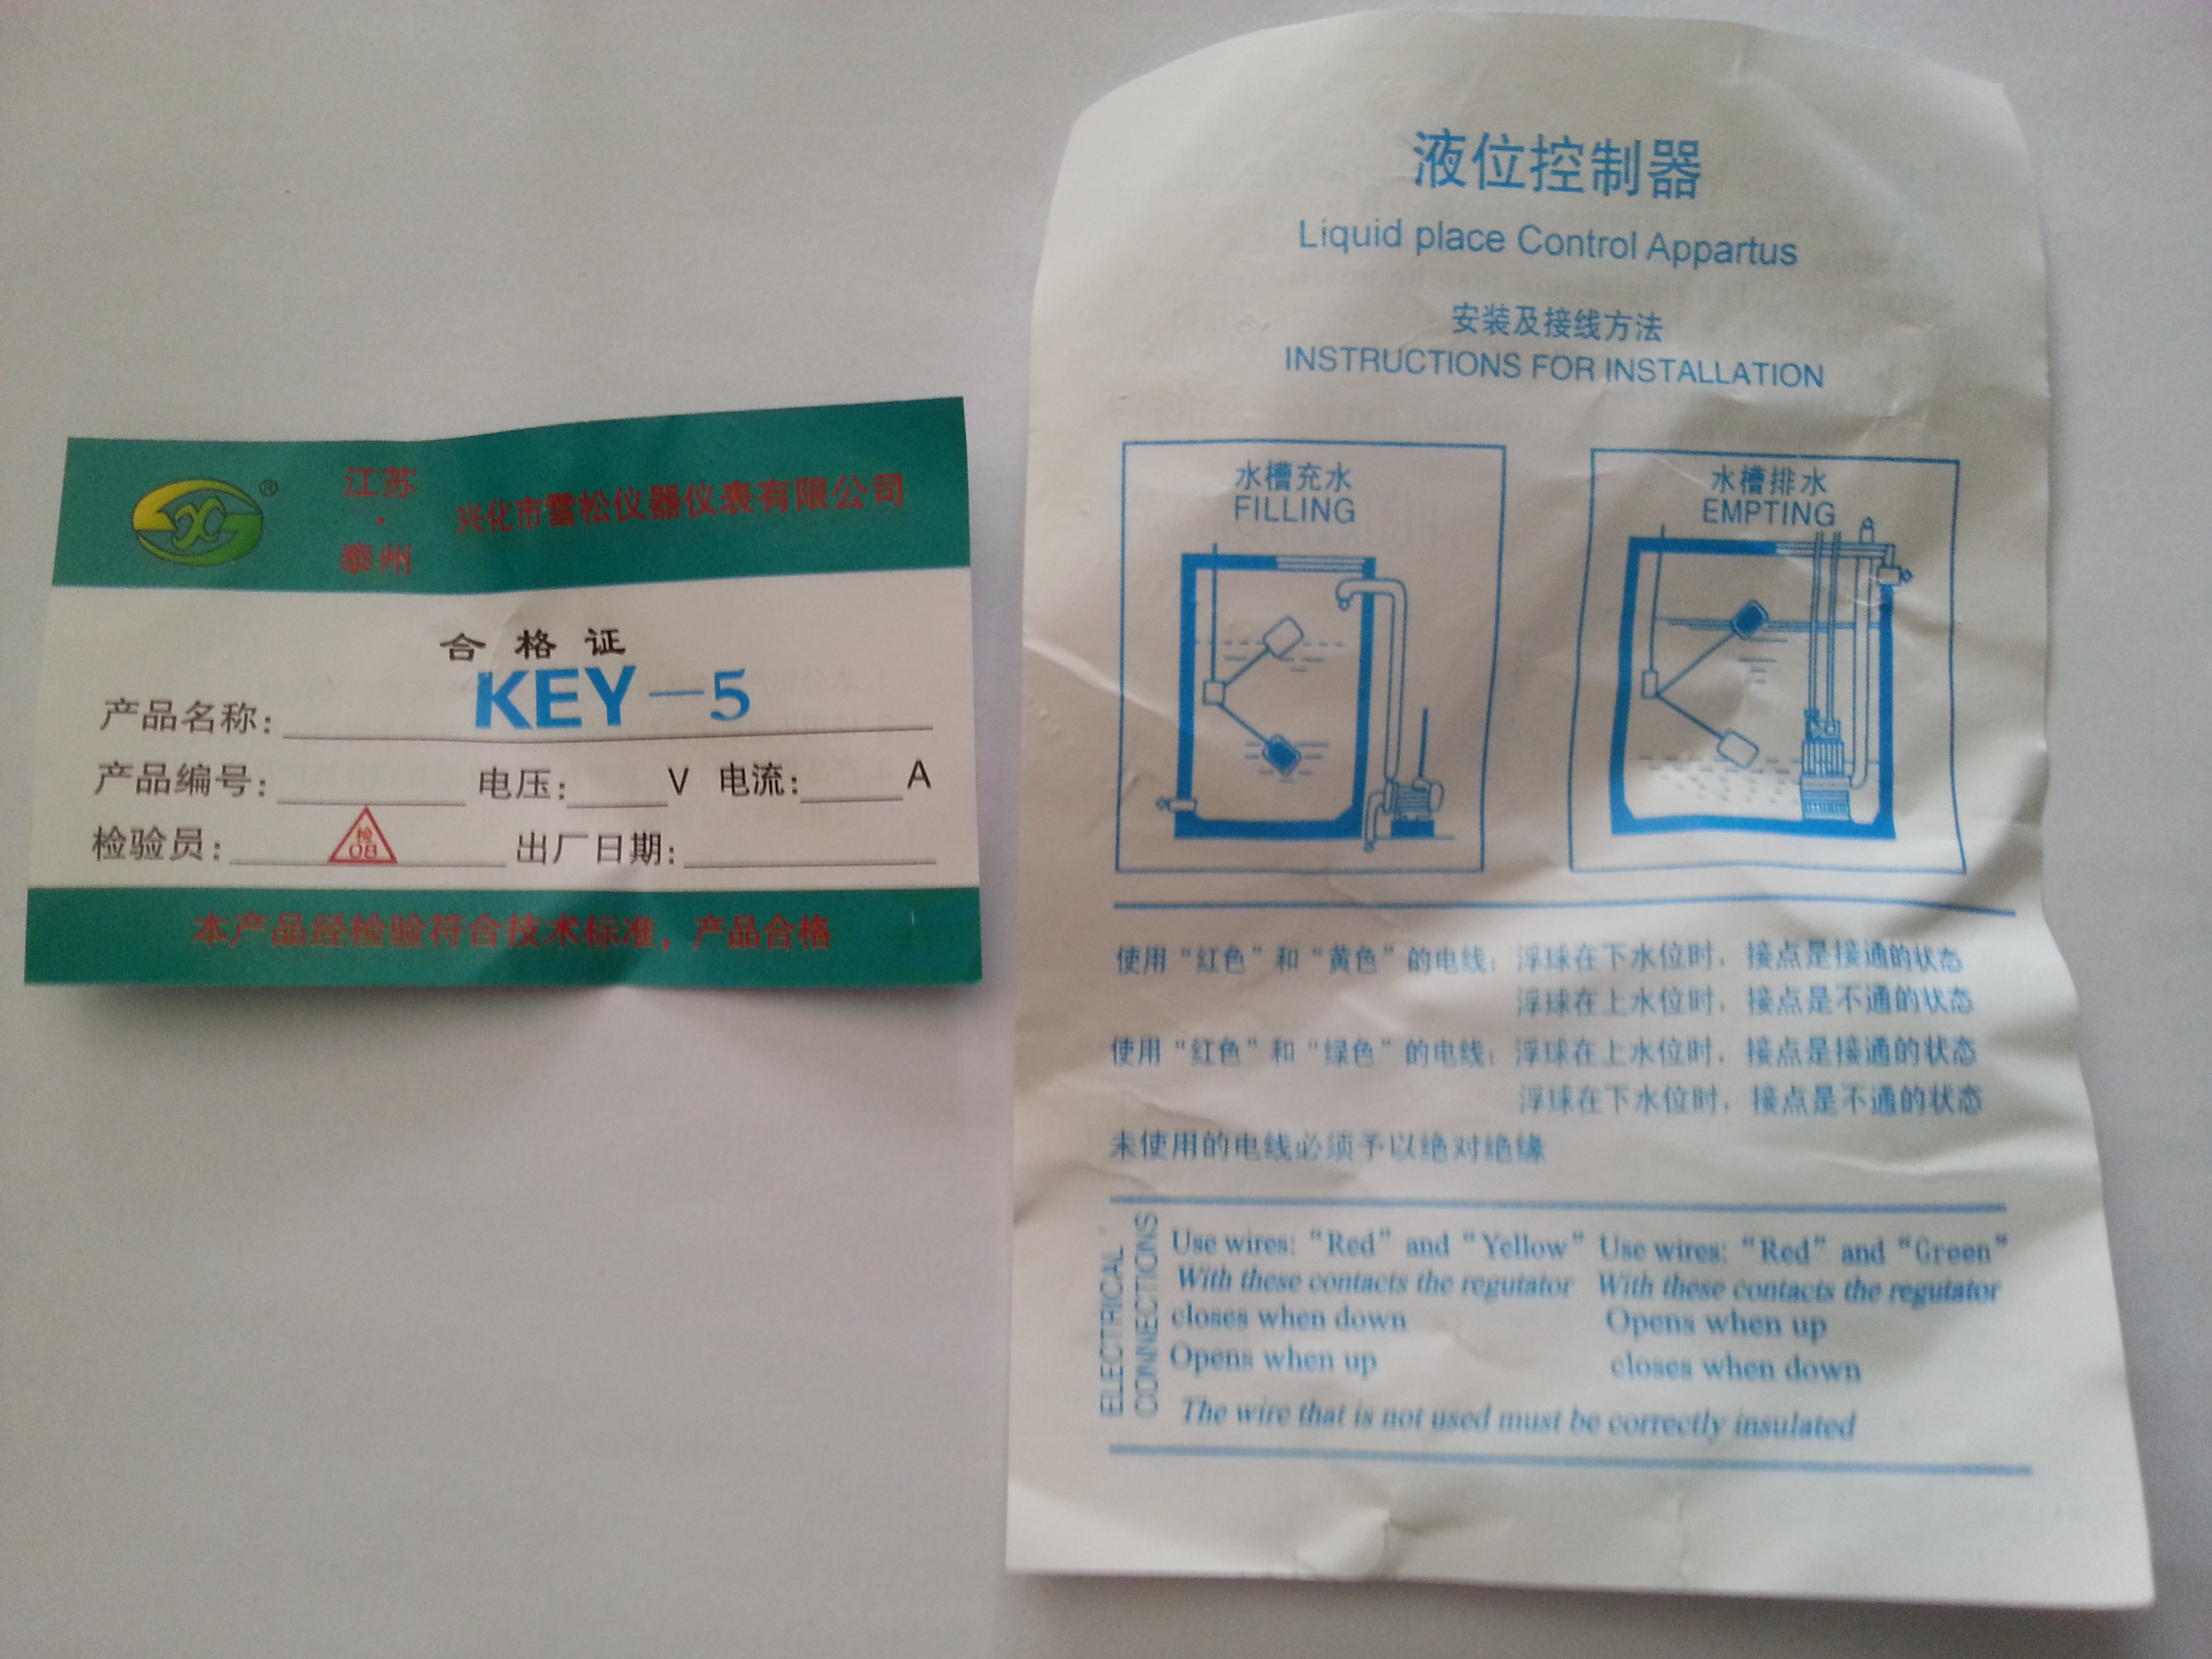 ®
江苏
·
泰州
兴化市雷松仪器仪表有限公司
合格证
产品名称: KEY-5
产品编号: 电压: V 电流: A
检验员: 检 08 出厂日期:
本产品经检验符合技术标准，产品合格
液位控制器
Liquid place Control Appartus
安装及接线方法
INSTRUCTIONS FOR INSTALLATION
水槽充水
FILLING
水槽排水
EMPTING
使用“红色”和“黄色”的电线：浮球在下水位时，接点是接通的状态
浮球在上水位时，接点是不通的状态
使用“红色”和“绿色”的电线：浮球在上水位时，接点是接通的状态
浮球在下水位时，接点是不通的状态
未使用的电线必须予以绝对绝缘
ELECTRICAL
CONNECTIONS
Use wires: “Red” and “Yellow”
With these contacts the regutator
closes when down
Opens when up
Use wires: “Red” and “Green”
With these contacts the regutator
Opens when up
closes when down
The wire that is not used must be correctly insulated